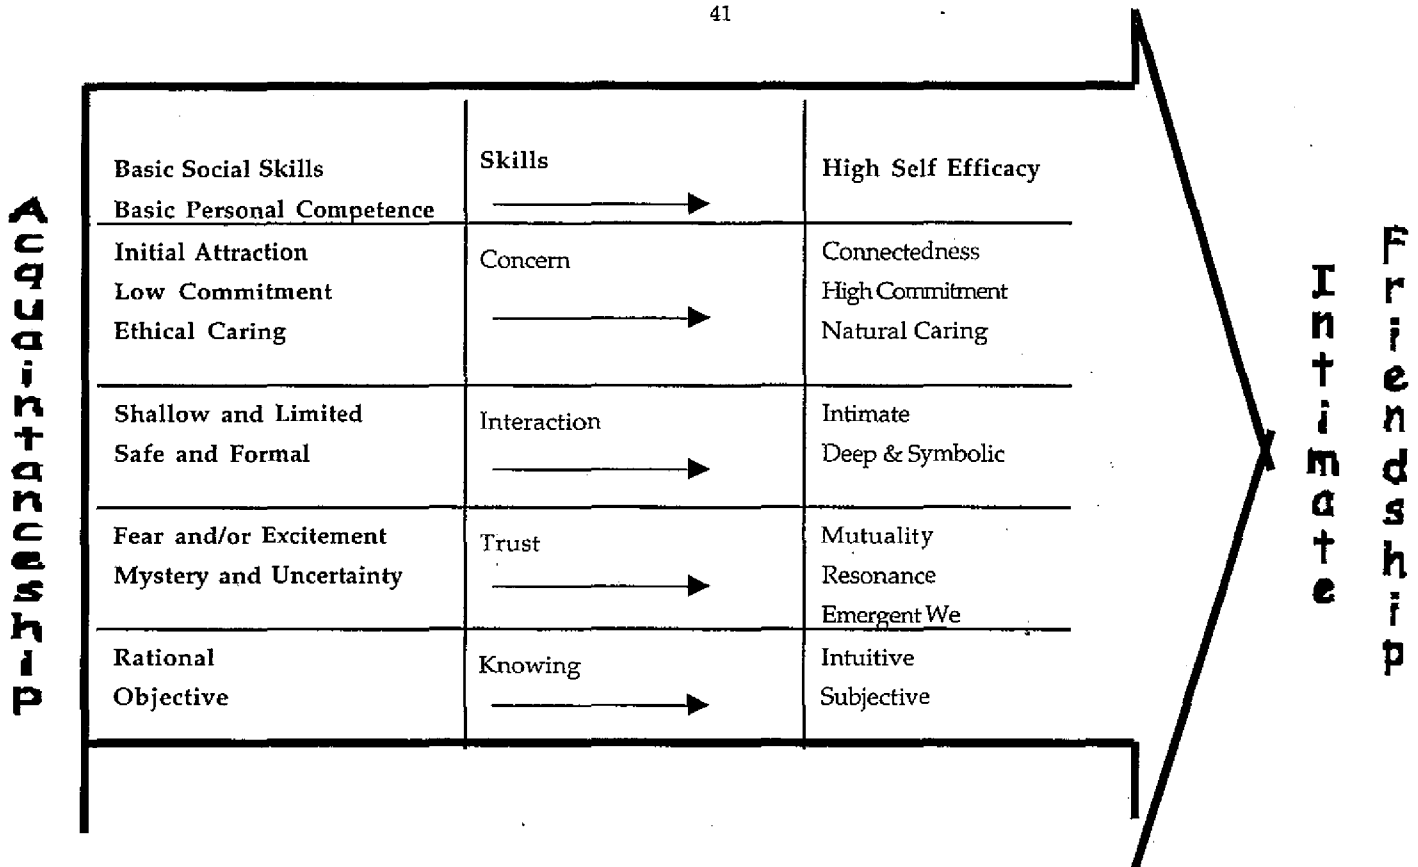 41
Acquaintanceship
Basic Social Skills
Basic Personal Competence
Skills
High Self Efficacy
Initial Attraction
Low Commitment
Ethical Caring
Concern
Connectedness
High Commitment
Natural Caring
Shallow and Limited
Safe and Formal
Interaction
Intimate
Deep & Symbolic
Fear and/or Excitement
Mystery and Uncertainty
Trust
Mutuality
Resonance
Emergent We
Rational
Objective
Knowing
Intuitive
Subjective
Intimate
Friendship